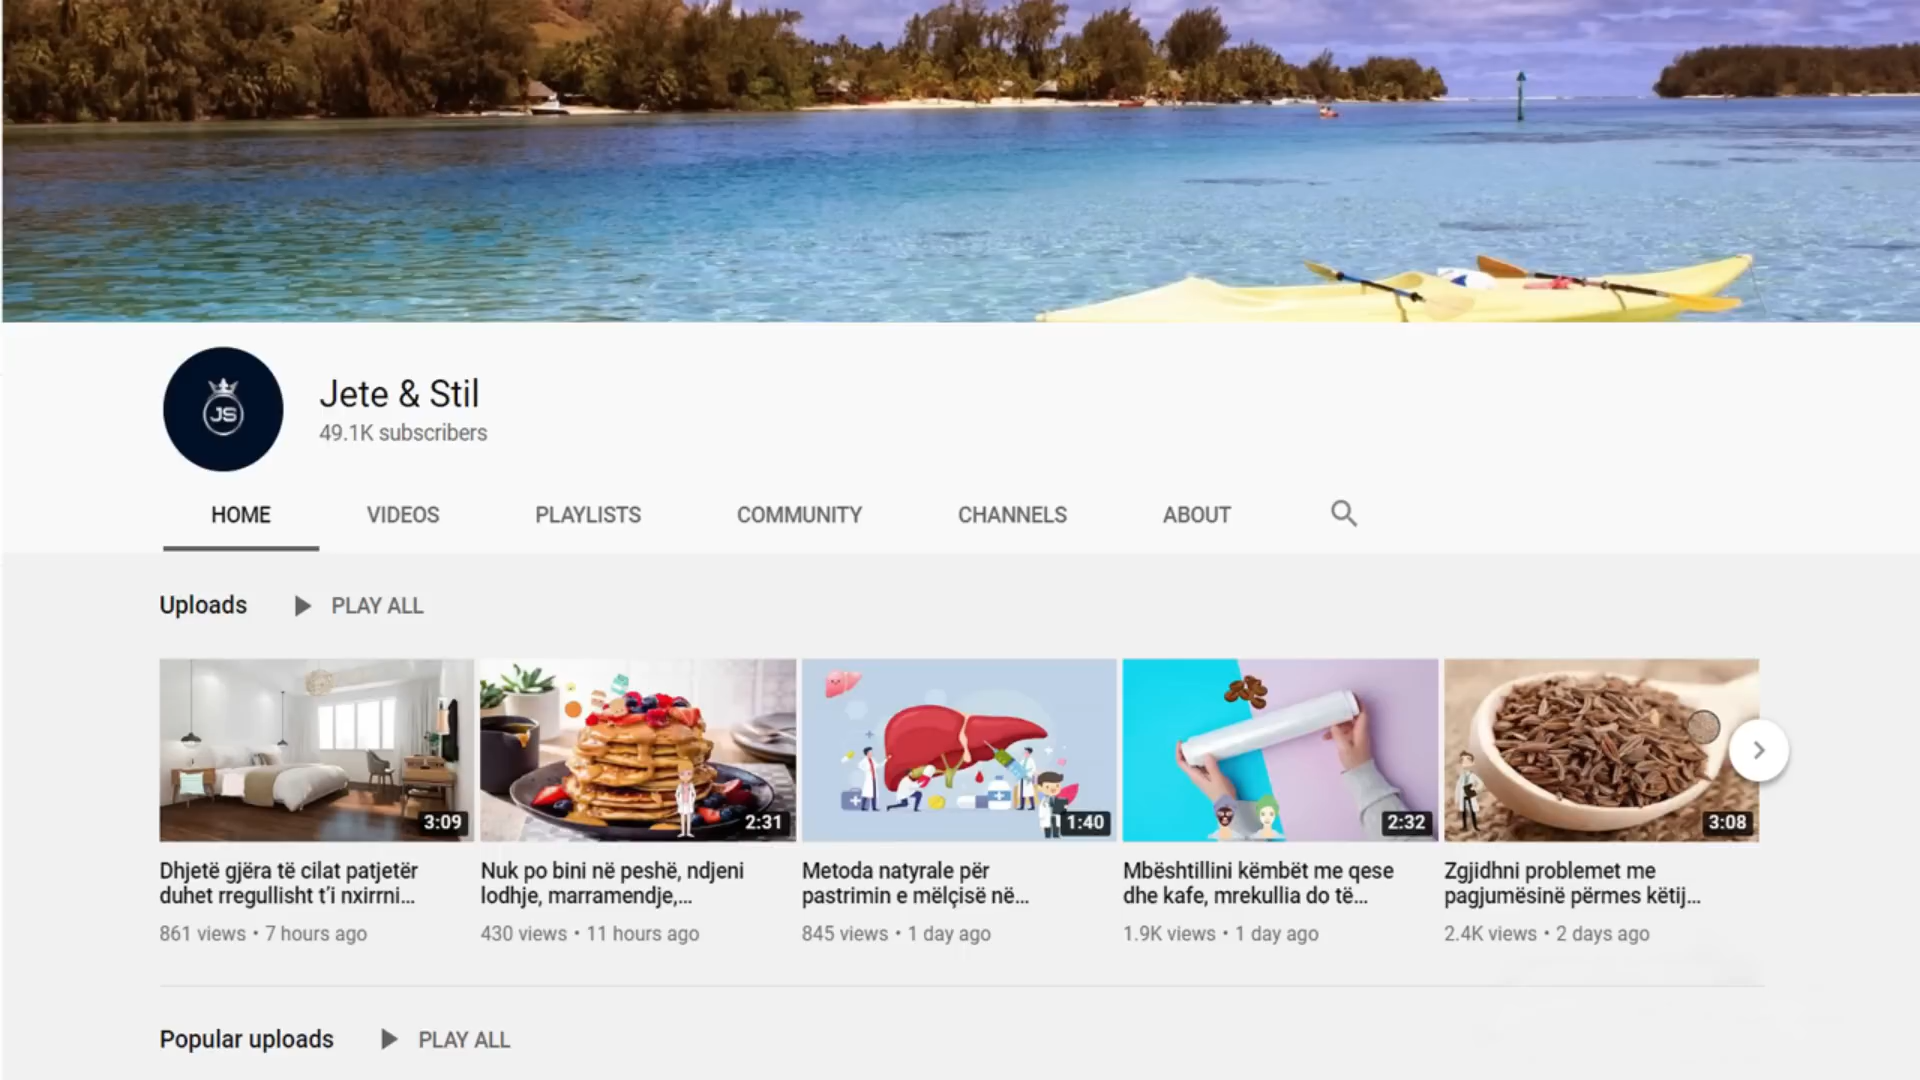 JS
Jete & Stil
49.1K subscribers
HOME VIDEOS PLAYLISTS COMMUNITY CHANNELS ABOUT
Uploads PLAY ALL
3:09 2:31 1:40 2:32 3:08
Dhjetë gjëra të cilat patjetër
duhet rregullisht t'i nxirrni...
861 views • 7 hours ago
Nuk po bini në peshë, ndjeni
lodhje, marramendje,...
430 views • 11 hours ago
Metoda natyrale për
pastrimin e mëlçisë në...
845 views • 1 day ago
Mbështillini këmbët me qese
dhe kafe, mrekullia do të...
1.9K views • 1 day ago
Zgjidhni problemet me
pagjumësinë përmes këtij...
2.4K views • 2 days ago
Popular uploads PLAY ALL